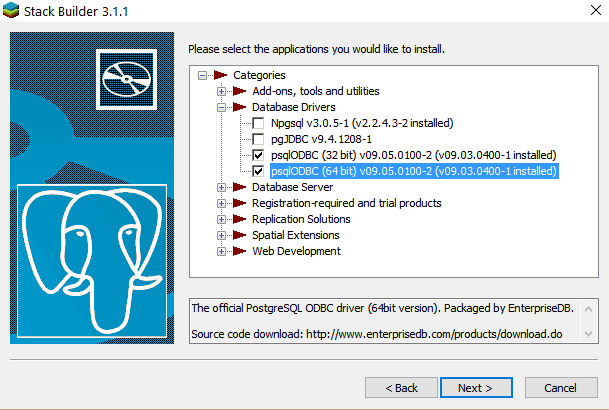 Stack Builder 3.1.1
Please select the applications you would like to install.
Categories
Add-ons, tools and utilities
Database Drivers
Npgsql v3.0.5-1 (v2.2.4.3-2 installed)
pgJDBC v9.4.1208-1
psqlODBC (32 bit) v09.05.0100-2 (v09.03.0400-1 installed)
psqlODBC (64 bit) v09.05.0100-2 (v09.03.0400-1 installed)
Database Server
Registration-required and trial products
Replication Solutions
Spatial Extensions
Web Development
The official PostgreSQL ODBC driver (64bit version). Packaged by EnterpriseDB.
Source code download: http://www.enterprisedb.com/products/download.do
< Back
Next >
Cancel